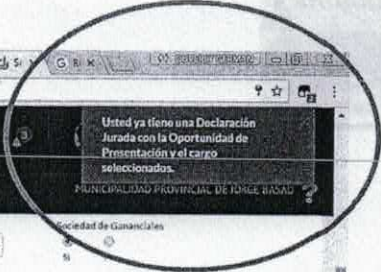 G
Usted ya tiene una Declaración
Jurada con la Oportunidad de
Presentación y el cargo
seleccionados.
MUNICIPALIDAD PROVINCIAL DE JORGE BASAD
Sociedad de Gananciales
Si